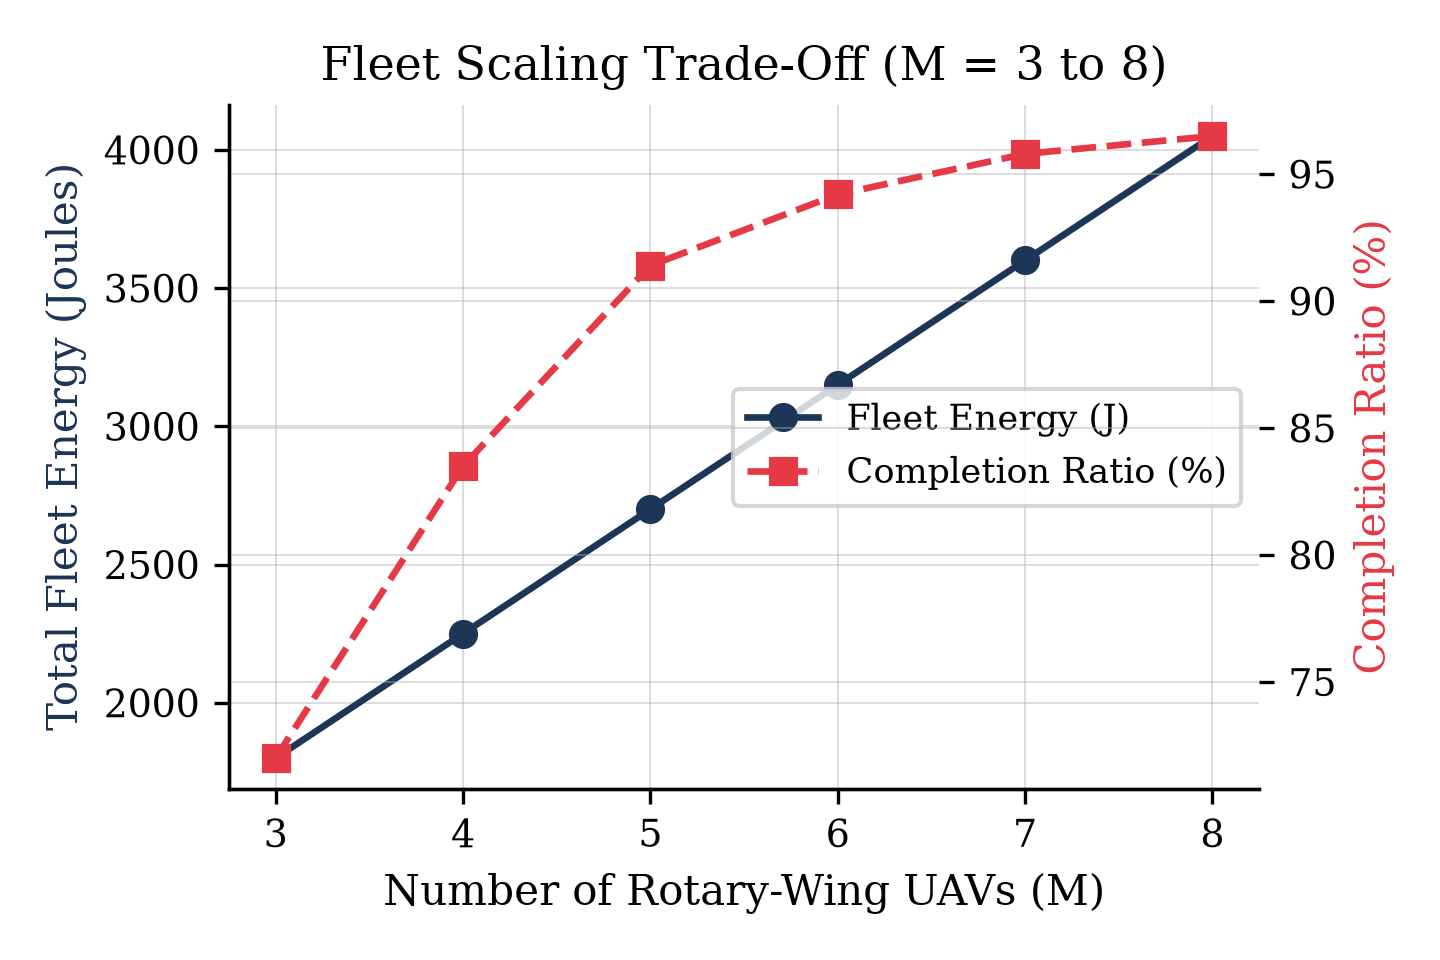 Fleet Scaling Trade-Off (M = 3 to 8)
Total Fleet Energy (Joules)
4000
3500
3000
2500
2000
95
90
85
80
75
Completion Ratio (%)
Fleet Energy (J)
Completion Ratio (%)
3 4 5 6 7 8
Number of Rotary-Wing UAVs (M)